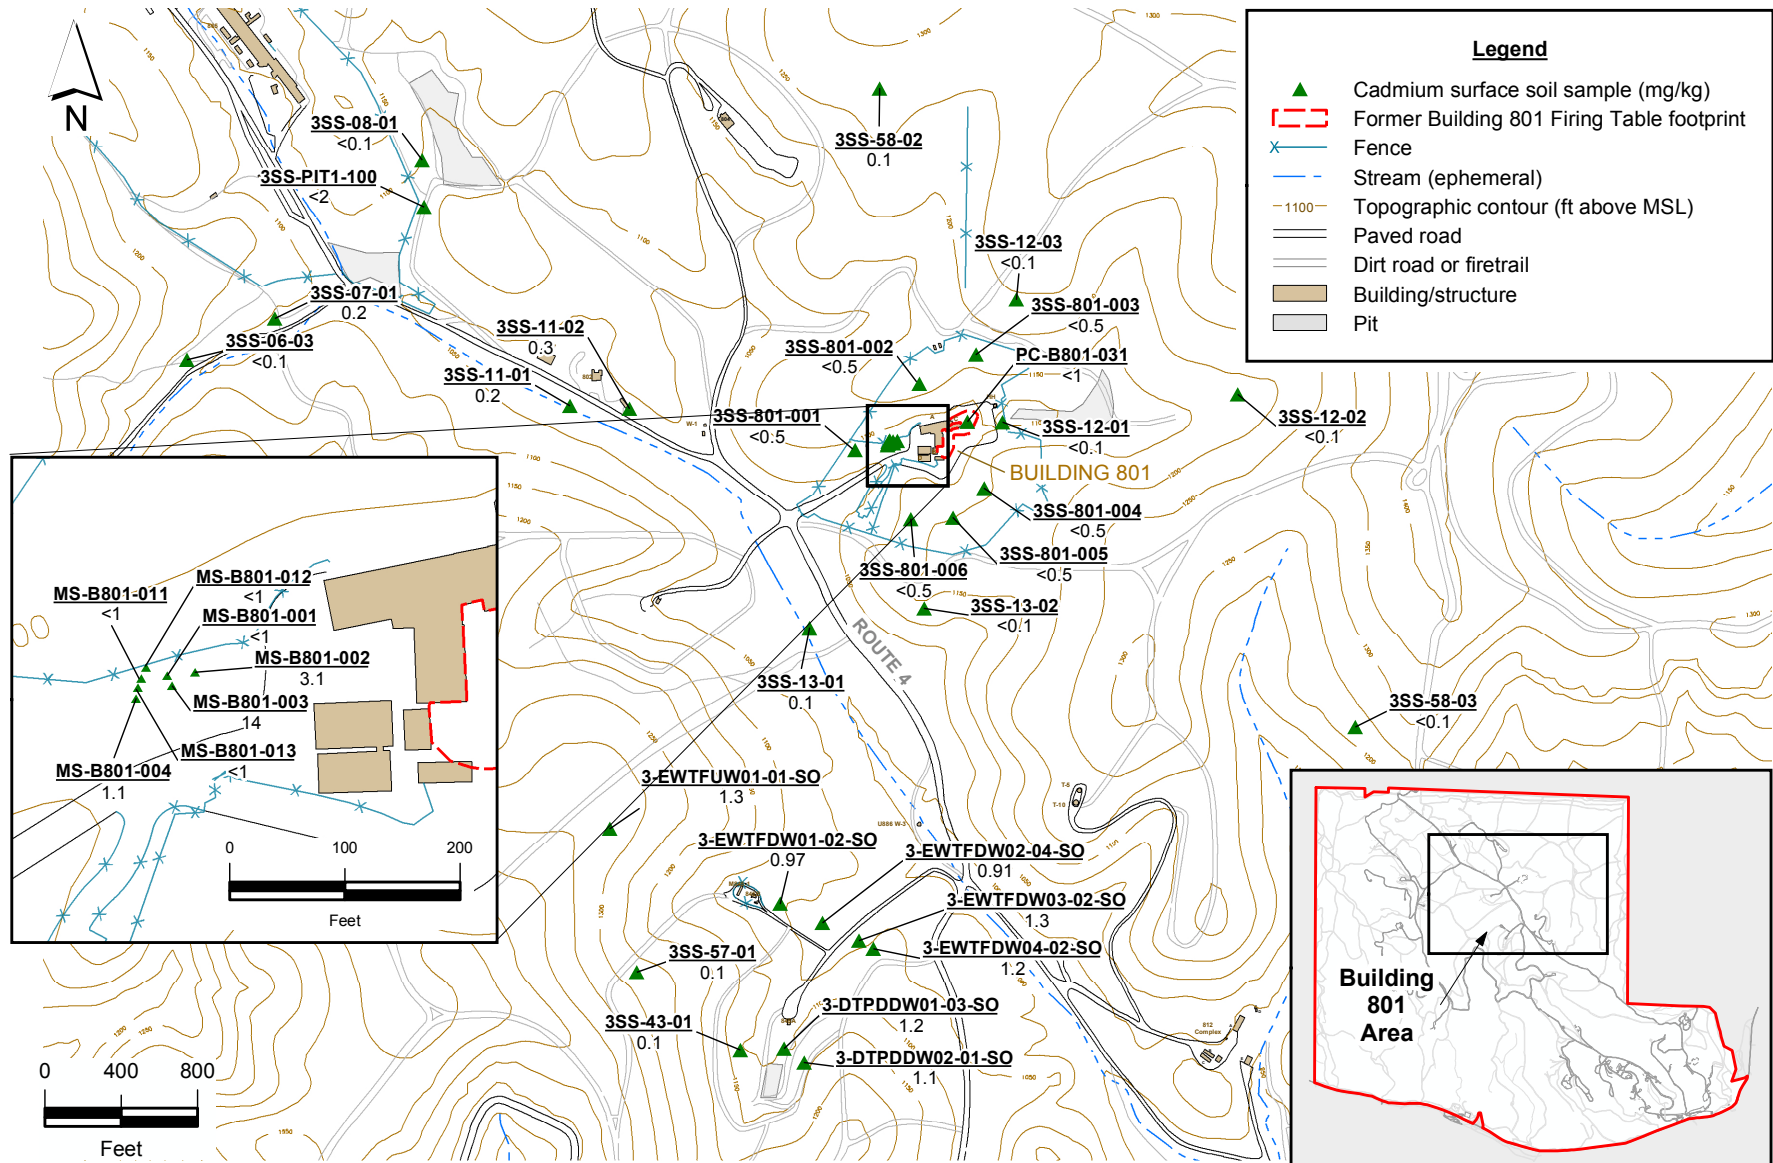 Legend
Cadmium surface soil sample (mg/kg)
Former Building 801 Firing Table footprint
Fence
Stream (ephemeral)
1100 Topographic contour (ft above MSL)
Paved road
Dirt road or firetrail
Building/structure
Pit
N
3SS-08-01
<0.1
3SS-PIT1-100
<2
3SS-58-02
0.1
3SS-12-03
<0.1
3SS-07-01
0.2
3SS-06-03
<0.1
3SS-11-02
0.3
3SS-11-01
0.2
3SS-801-003
<0.5
3SS-801-002
<0.5
PC-B801-031
<1
3SS-801-001
<0.5
3SS-12-01
<0.1
3SS-12-02
<0.1
BUILDING 801
3SS-801-004
<0.5
3SS-801-005
<0.5
3SS-801-006
<0.5
3SS-13-02
<0.1
ROUTE 4
3SS-13-01
0.1
3SS-58-03
<0.1
MS-B801-012
<1
MS-B801-011
<1
MS-B801-001
<1
MS-B801-002
3.1
MS-B801-003
14
MS-B801-013
<1
MS-B801-004
1.1
0 100 200
Feet
3-EWTFUW01-01-SO
1.3
3-EWTFDW01-02-SO
0.97
3-EWTFDW02-04-SO
0.91
3-EWTFDW03-02-SO
1.3
3-EWTFDW04-02-SO
1.2
3SS-57-01
0.1
3-DTPDDW01-03-SO
1.2
3SS-43-01
0.1
3-DTPDDW02-01-SO
1.1
812
Complex
T-8
T-10
W-1
802
0 400 800
Feet
Building
801
Area